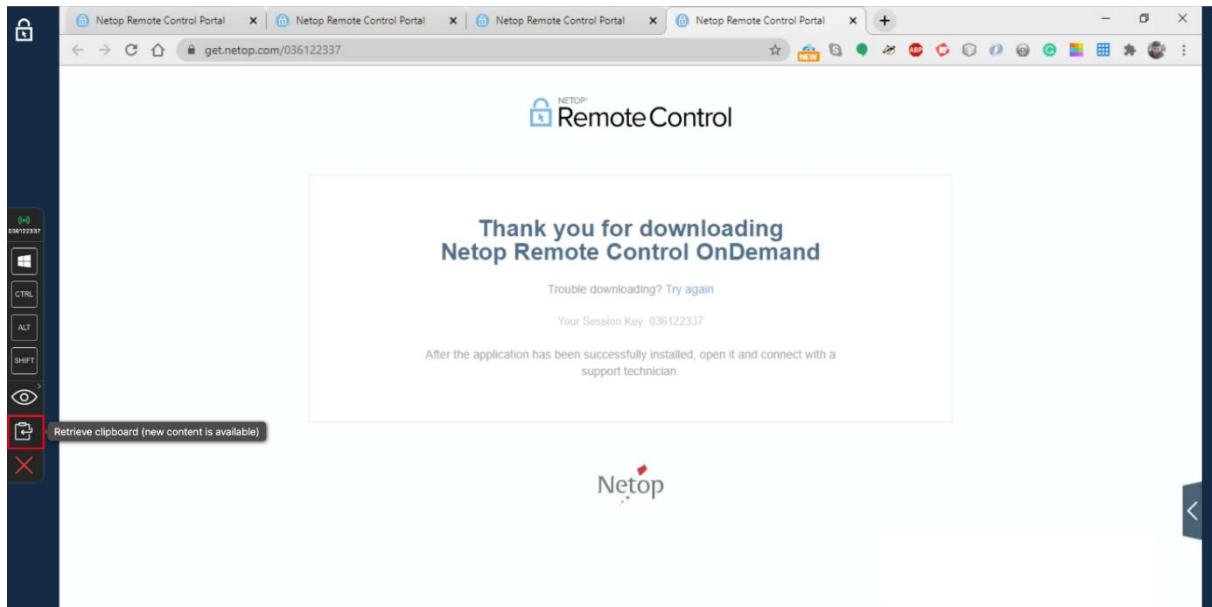 Netop Remote Control Portal
Netop Remote Control Portal
Netop Remote Control Portal
Netop Remote Control Portal
get.netop.com/036122337
NEW
ABP
NETOP
Remote Control
Thank you for downloading
Netop Remote Control OnDemand
Trouble downloading? Try again
Your Session Key: 036122337
After the application has been successfully installed, open it and connect with a
support technician.
036122337
CTRL
ALT
SHIFT
Retrieve clipboard (new content is available)
Netop